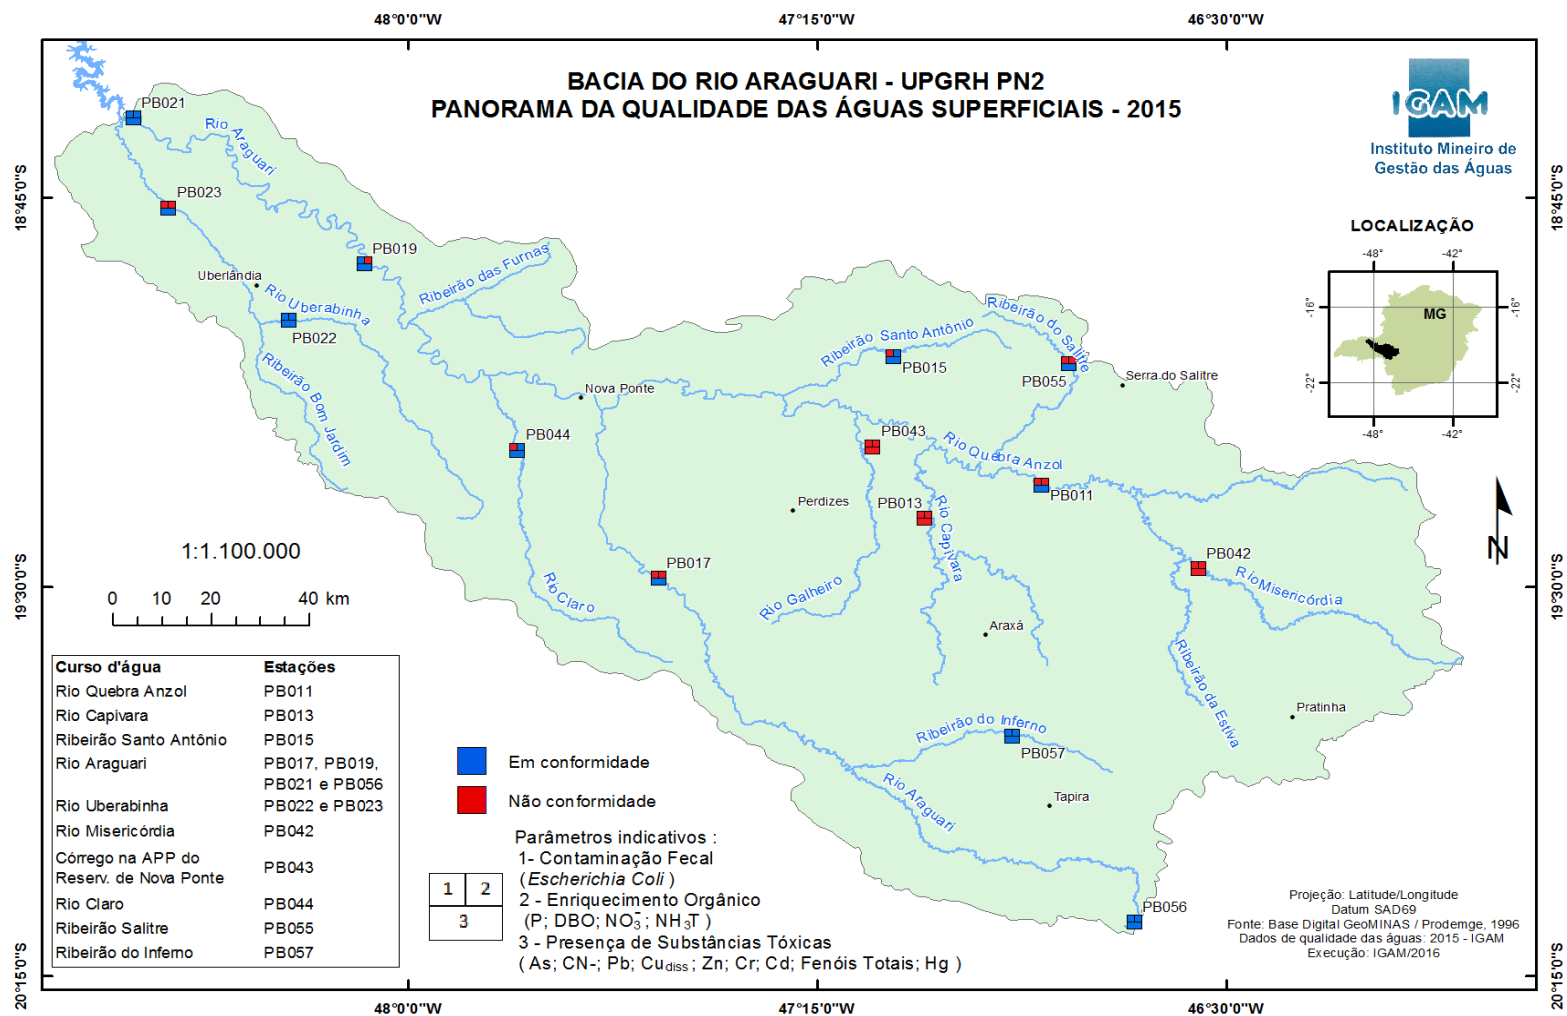 48°0'0"W
47°15'0"W
46°30'0"W
BACIA DO RIO ARAGUARI - UPGRH PN2
PANORAMA DA QUALIDADE DAS ÁGUAS SUPERFICIAIS - 2015
IGAM
Instituto Mineiro de
Gestão das Águas
18°45'0"S
18°45'0"S
PB021
Rio Araguari
PB023
PB019
Uberlândia
Ribeirão das Furnas
Rio Uberabinha
PB022
Ribeirão Bom Jardim
Nova Ponte
Ribeirão Santo Antônio
Ribeirão do Salitre
PB015
PB055
Serra do Salitre
PB044
PB043
Rio Quebra Anzol
PB011
Perdizes
PB013
Rio Capivara
PB017
PB042
Rio Misericórdia
Rio Claro
Rio Galheiro
Araxá
Ribeirão da Estiva
Pratinha
Ribeirão do Inferno
PB057
Rio Araguari
Tapira
PB056
LOCALIZAÇÃO
-48°
-42°
-16°
-16°
MG
-22°
-22°
-48°
-42°
N
19°30'0"S
19°30'0"S
1:1.100.000
0 10 20 40 km
Curso d'água Estações
Rio Quebra Anzol PB011
Rio Capivara PB013
Ribeirão Santo Antônio PB015
Rio Araguari PB017, PB019,
PB021 e PB056
Rio Uberabinha PB022 e PB023
Rio Misericórdia PB042
Córrego na APP do
Reserv. de Nova Ponte PB043
Rio Claro PB044
Ribeirão Salitre PB055
Ribeirão do Inferno PB057
Em conformidade
Não conformidade
Parâmetros indicativos :
1- Contaminação Fecal
(Escherichia Coli )
2 - Enriquecimento Orgânico
(P; DBO; NO3-; NH3T )
3 - Presença de Substâncias Tóxicas
( As; CN-; Pb; Cudiss ; Zn; Cr; Cd; Fenóis Totais; Hg )
1 2
3
Projeção: Latitude/Longitude
Datum SAD69
Fonte: Base Digital GeoMINAS / Prodemge, 1996
Dados de qualidade das águas: 2015 - IGAM
Execução: IGAM/2016
20°15'0"S
20°15'0"S
48°0'0"W
47°15'0"W
46°30'0"W